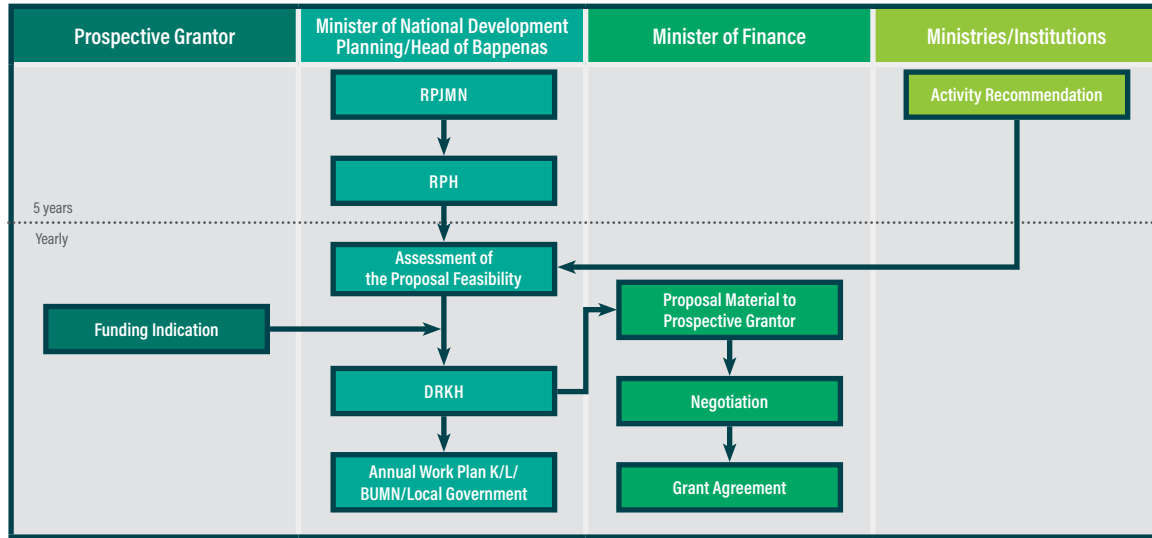 Prospective Grantor
Minister of National Development
Planning/Head of Bappenas
Minister of Finance
Ministries/Institutions
RPJMN
Activity Recommendation
RPH
5 years
Yearly
Assessment of
the Proposal Feasibility
Funding Indication
Proposal Material to
Prospective Grantor
DRKH
Negotiation
Annual Work Plan K/L/
BUMN/Local Government
Grant Agreement